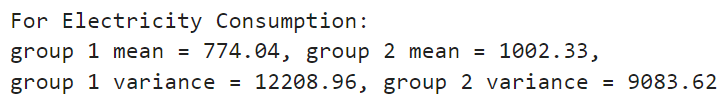 For Electricity Consumption:
group 1 mean = 774.04, group 2 mean = 1002.33,
group 1 variance = 12208.96, group 2 variance = 9083.62